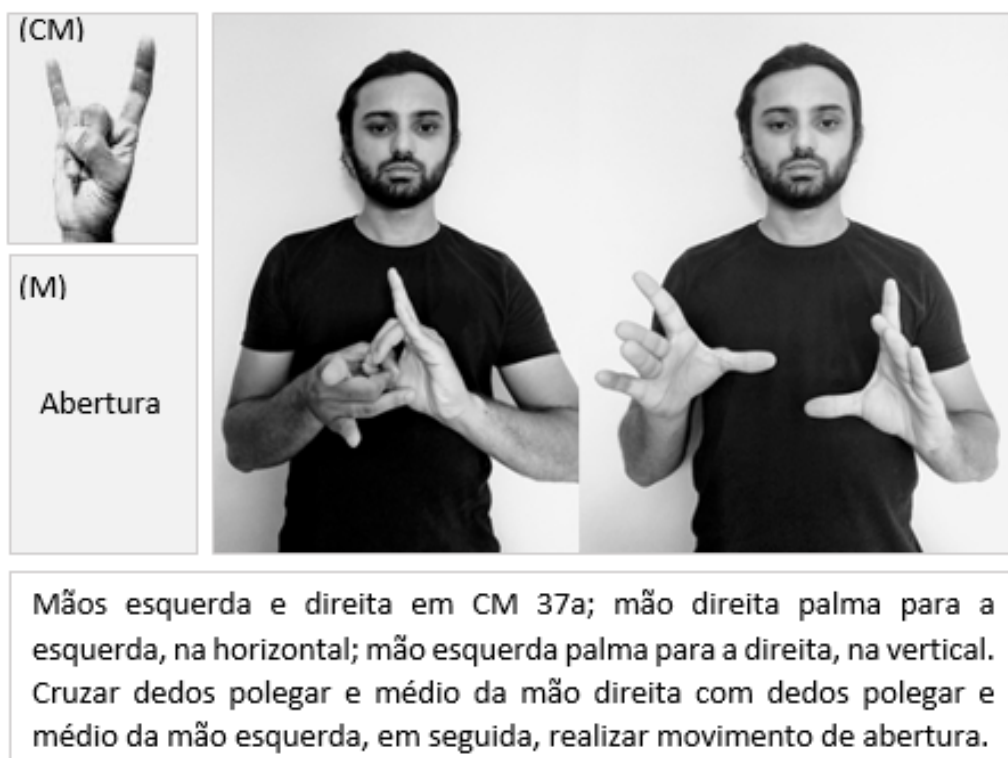 (CM)
(M)
Abertura
Mãos esquerda e direita em CM 37a; mão direita palma para a
esquerda, na horizontal; mão esquerda palma para a direita, na vertical.
Cruzar dedos polegar e médio da mão direita com dedos polegar e
médio da mão esquerda, em seguida, realizar movimento de abertura.